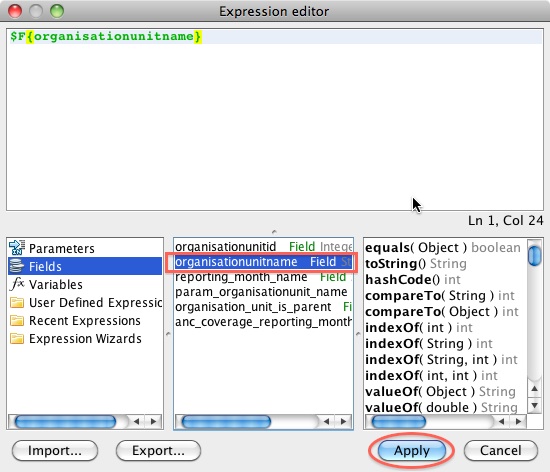 Expression editor
$F{organisationunitname}
Ln 1, Col 24
Parameters
Fields
Variables
User Defined Expressio
Recent Expressions
Expression Wizards
organisationunitid Field Intege
organisationunitname Field St
reporting_month_name Field
param_organisationunit_name
organisation_unit_is_parent Fi
anc_coverage_reporting_month
equals( Object ) boolean
toString() String
hashCode() int
compareTo( String ) int
compareTo( Object ) int
indexOf( int ) int
indexOf( String ) int
indexOf( String, int ) int
indexOf( int, int ) int
valueOf( Object ) String
valueOf( double ) String
Import... Export... Apply Cancel